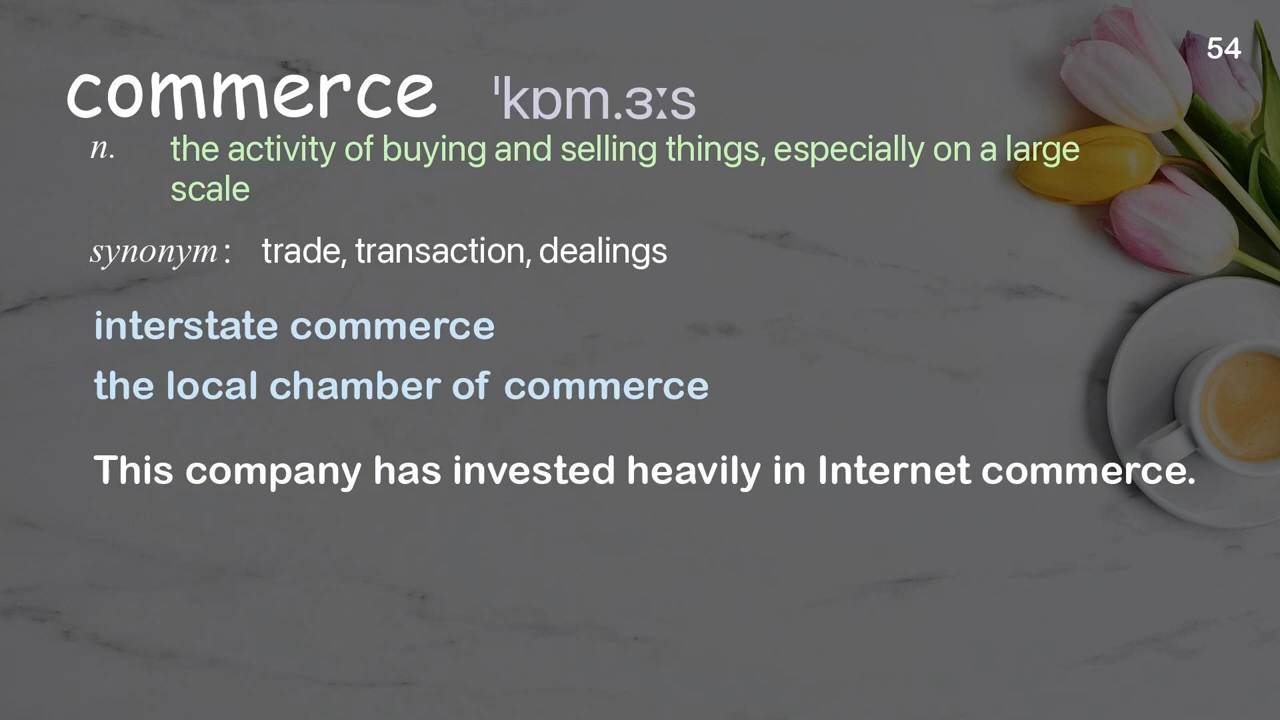 54
commerce ˈkɒm.ɜːs
n. the activity of buying and selling things, especially on a large
scale
synonym: trade, transaction, dealings
interstate commerce
the local chamber of commerce
This company has invested heavily in Internet commerce.